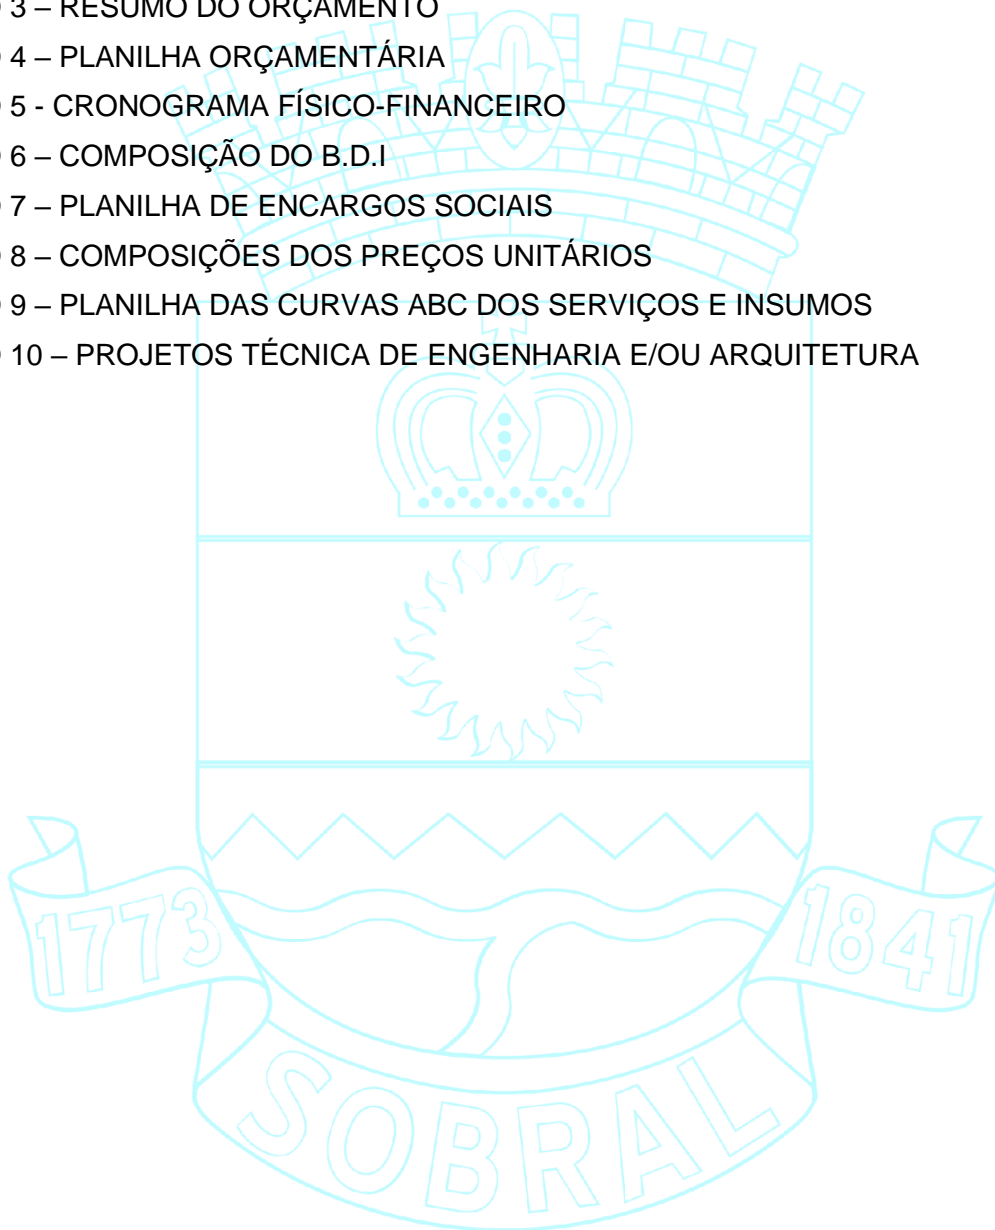 3 – RESUMO DO ORÇAMENTO
4 – PLANILHA ORÇAMENTÁRIA
5 - CRONOGRAMA FÍSICO-FINANCEIRO
6 – COMPOSIÇÃO DO B.D.I
7 – PLANILHA DE ENCARGOS SOCIAIS
8 – COMPOSIÇÕES DOS PREÇOS UNITÁRIOS
9 – PLANILHA DAS CURVAS ABC DOS SERVIÇOS E INSUMOS
10 – PROJETOS TÉCNICA DE ENGENHARIA E/OU ARQUITETURA
1773
1841
SOBRAL